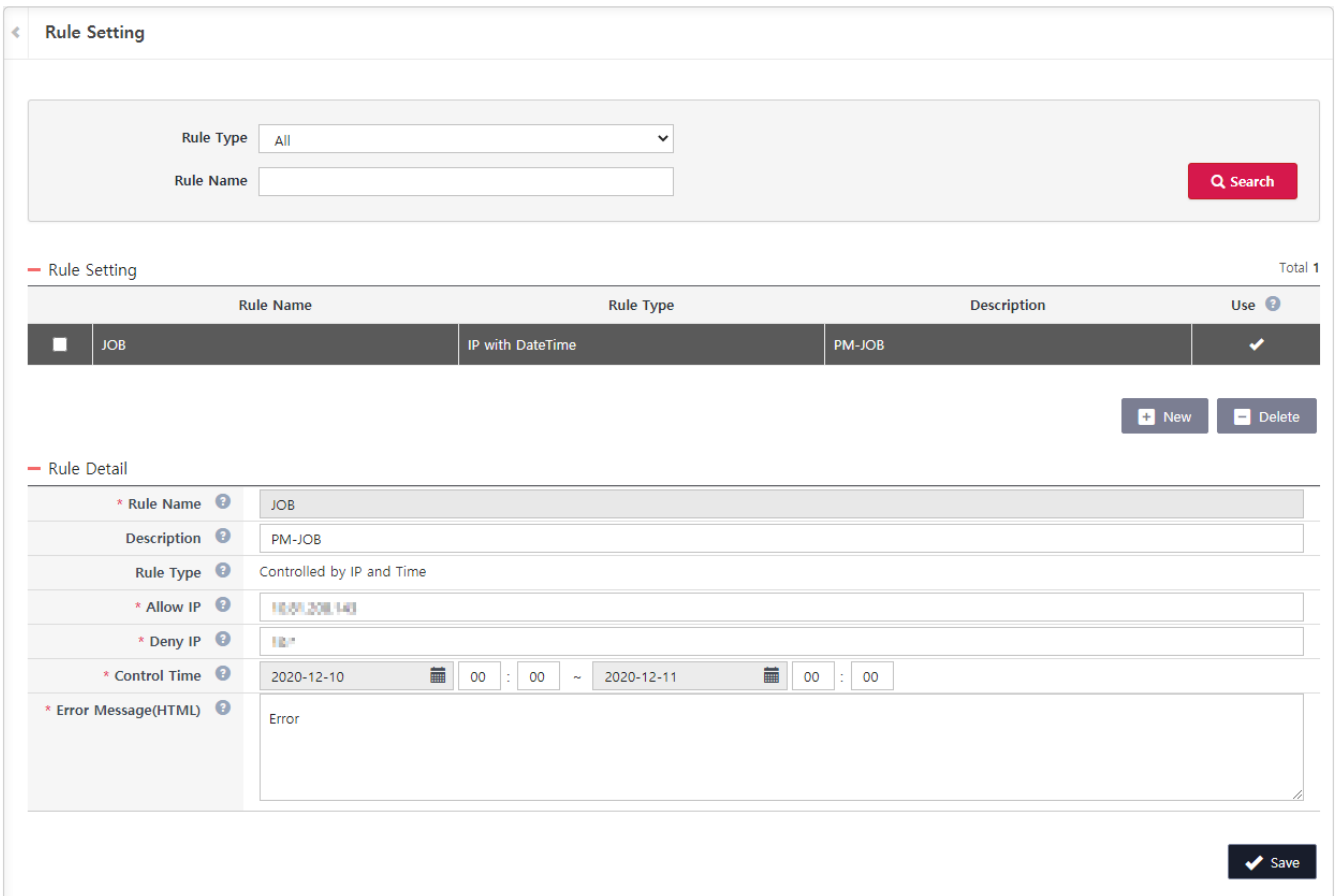 Rule Setting
Rule Type All
Rule Name
Search
Rule Setting Total 1
Rule Name Rule Type Description Use
JOB IP with DateTime PM-JOB
New Delete
Rule Detail
* Rule Name JOB
Description PM-JOB
Rule Type Controlled by IP and Time
* Allow IP
* Deny IP
* Control Time 2020-12-10 00 : 00 ~ 2020-12-11 00 : 00
* Error Message(HTML) Error
Save